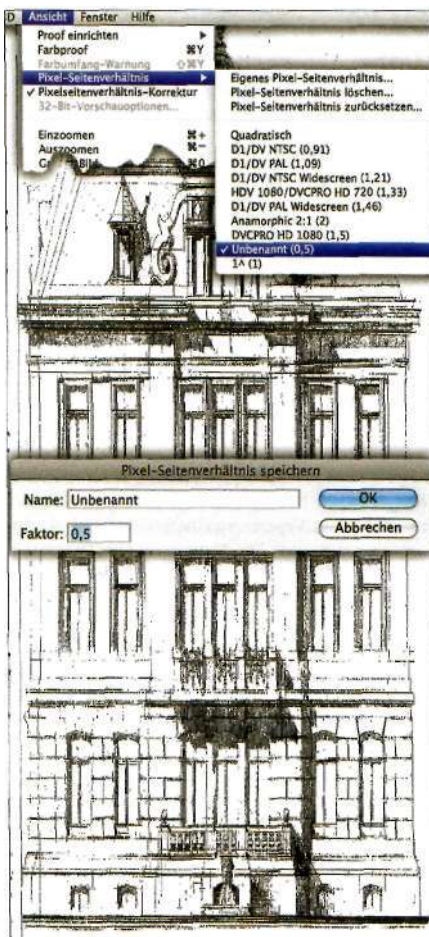 D Ansicht Fenster Hilfe
Proof einrichten
Farbproof ⌘Y
Farbumfang-Warnung ⇧⌘Y
Pixel-Seitenverhältnis
✓ Pixelseitenverhältnis-Korrektur
32-Bit-Vorschauoptionen...
Einzoomen ⌘+
Auszoomen ⌘-
⌘0
Eigenes Pixel-Seitenverhältnis...
Pixel-Seitenverhältnis löschen...
Pixel-Seitenverhältnis zurücksetzen...
Quadratisch
D1/DV NTSC (0,91)
D1/DV PAL (1,09)
D1/DV NTSC Widescreen (1,21)
HDV 1080/DVCPRO HD 720 (1,33)
D1/DV PAL Widescreen (1,46)
Anamorphic 2:1 (2)
DVCPRO HD 1080 (1,5)
✓ Unbenannt (0,5)
1^ (1)
Pixel-Seitenverhältnis speichern
Name: Unbenannt
OK
Faktor: 0,5
Abbrechen